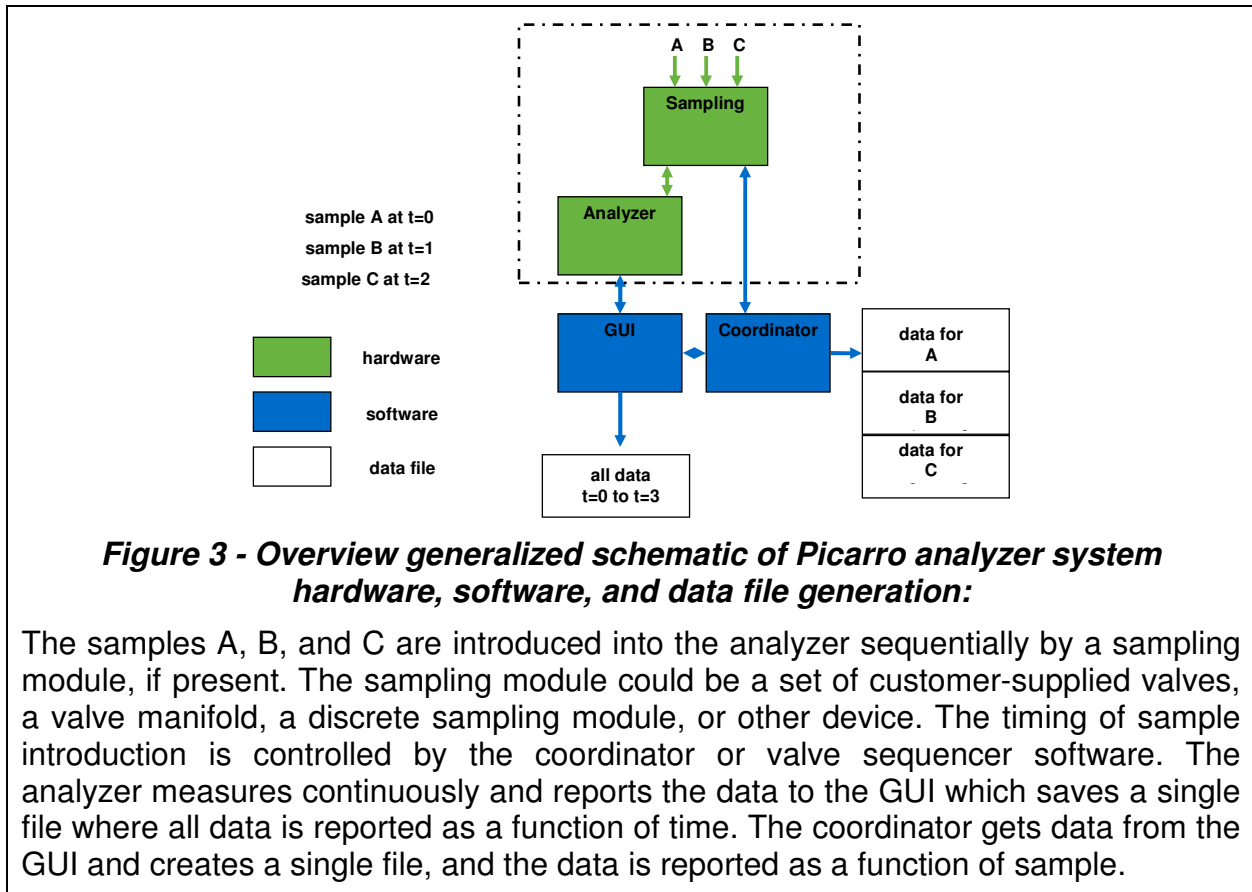 A B C
Sampling
Analyzer
sample A at t=0
sample B at t=1
sample C at t=2
GUI
Coordinator
data for
A
hardware
data for
B
software
data for
C
data file
all data
t=0 to t=3
Figure 3 - Overview generalized schematic of Picarro analyzer system
hardware, software, and data file generation:
The samples A, B, and C are introduced into the analyzer sequentially by a sampling
module, if present. The sampling module could be a set of customer-supplied valves,
a valve manifold, a discrete sampling module, or other device. The timing of sample
introduction is controlled by the coordinator or valve sequencer software. The
analyzer measures continuously and reports the data to the GUI which saves a single
file where all data is reported as a function of time. The coordinator gets data from the
GUI and creates a single file, and the data is reported as a function of sample.